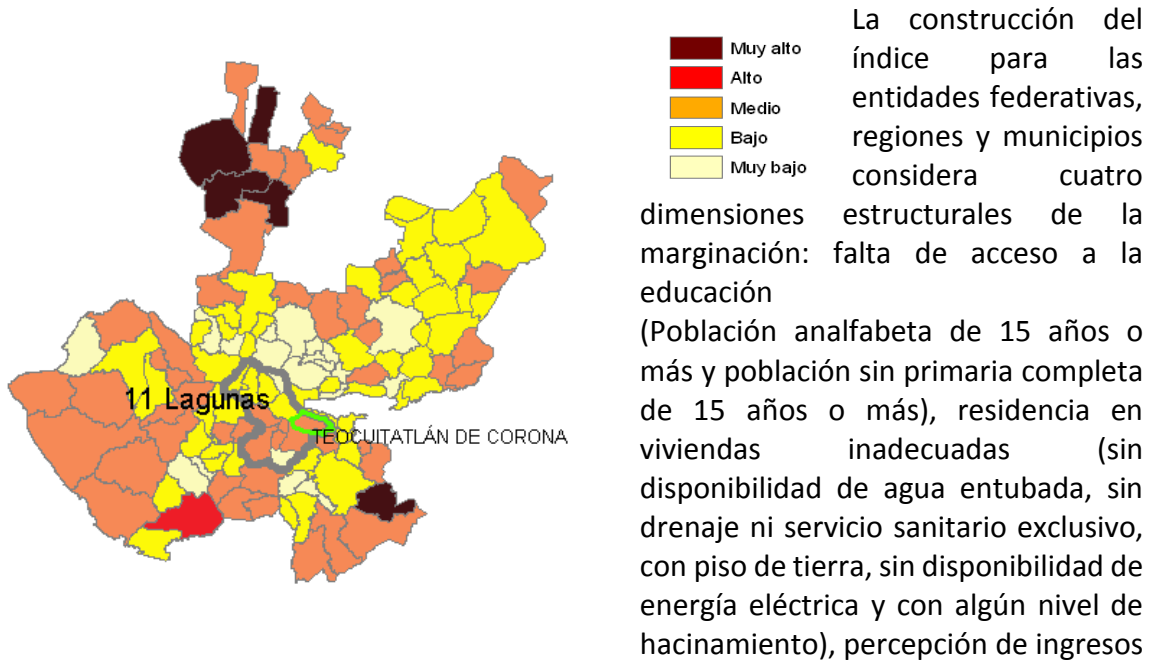 11 Lagunas
TEOCUITATLÁN DE CORONA
Muy alto
Alto
Medio
Bajo
Muy bajo
La construcción del
índice para las
entidades federativas,
regiones y municipios
considera cuatro
dimensiones estructurales de la
marginación: falta de acceso a la
educación
(Población analfabeta de 15 años o
más y población sin primaria completa
de 15 años o más), residencia en
viviendas inadecuadas (sin
disponibilidad de agua entubada, sin
drenaje ni servicio sanitario exclusivo,
con piso de tierra, sin disponibilidad de
energía eléctrica y con algún nivel de
hacinamiento), percepción de ingresos